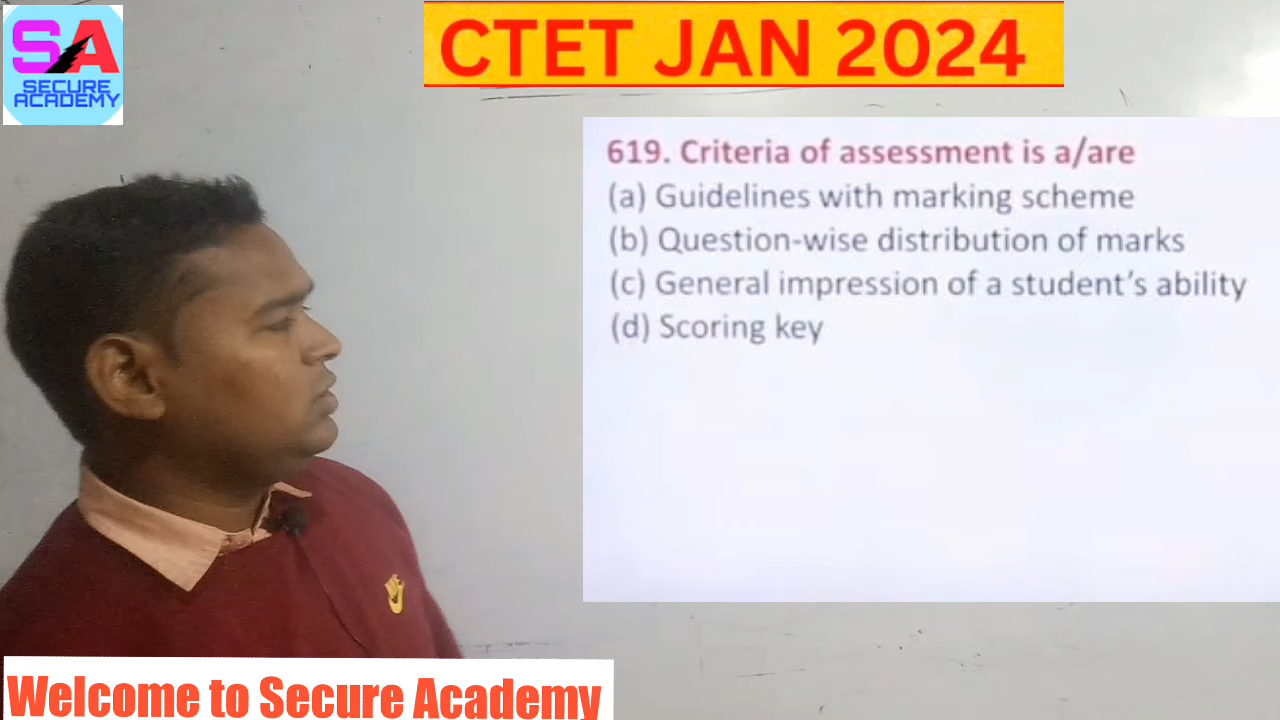 SA
SECURE
ACADEMY
CTET JAN 2024
619. Criteria of assessment is a/are
(a) Guidelines with marking scheme
(b) Question-wise distribution of marks
(c) General impression of a student's ability
(d) Scoring key
Welcome to Secure Academy